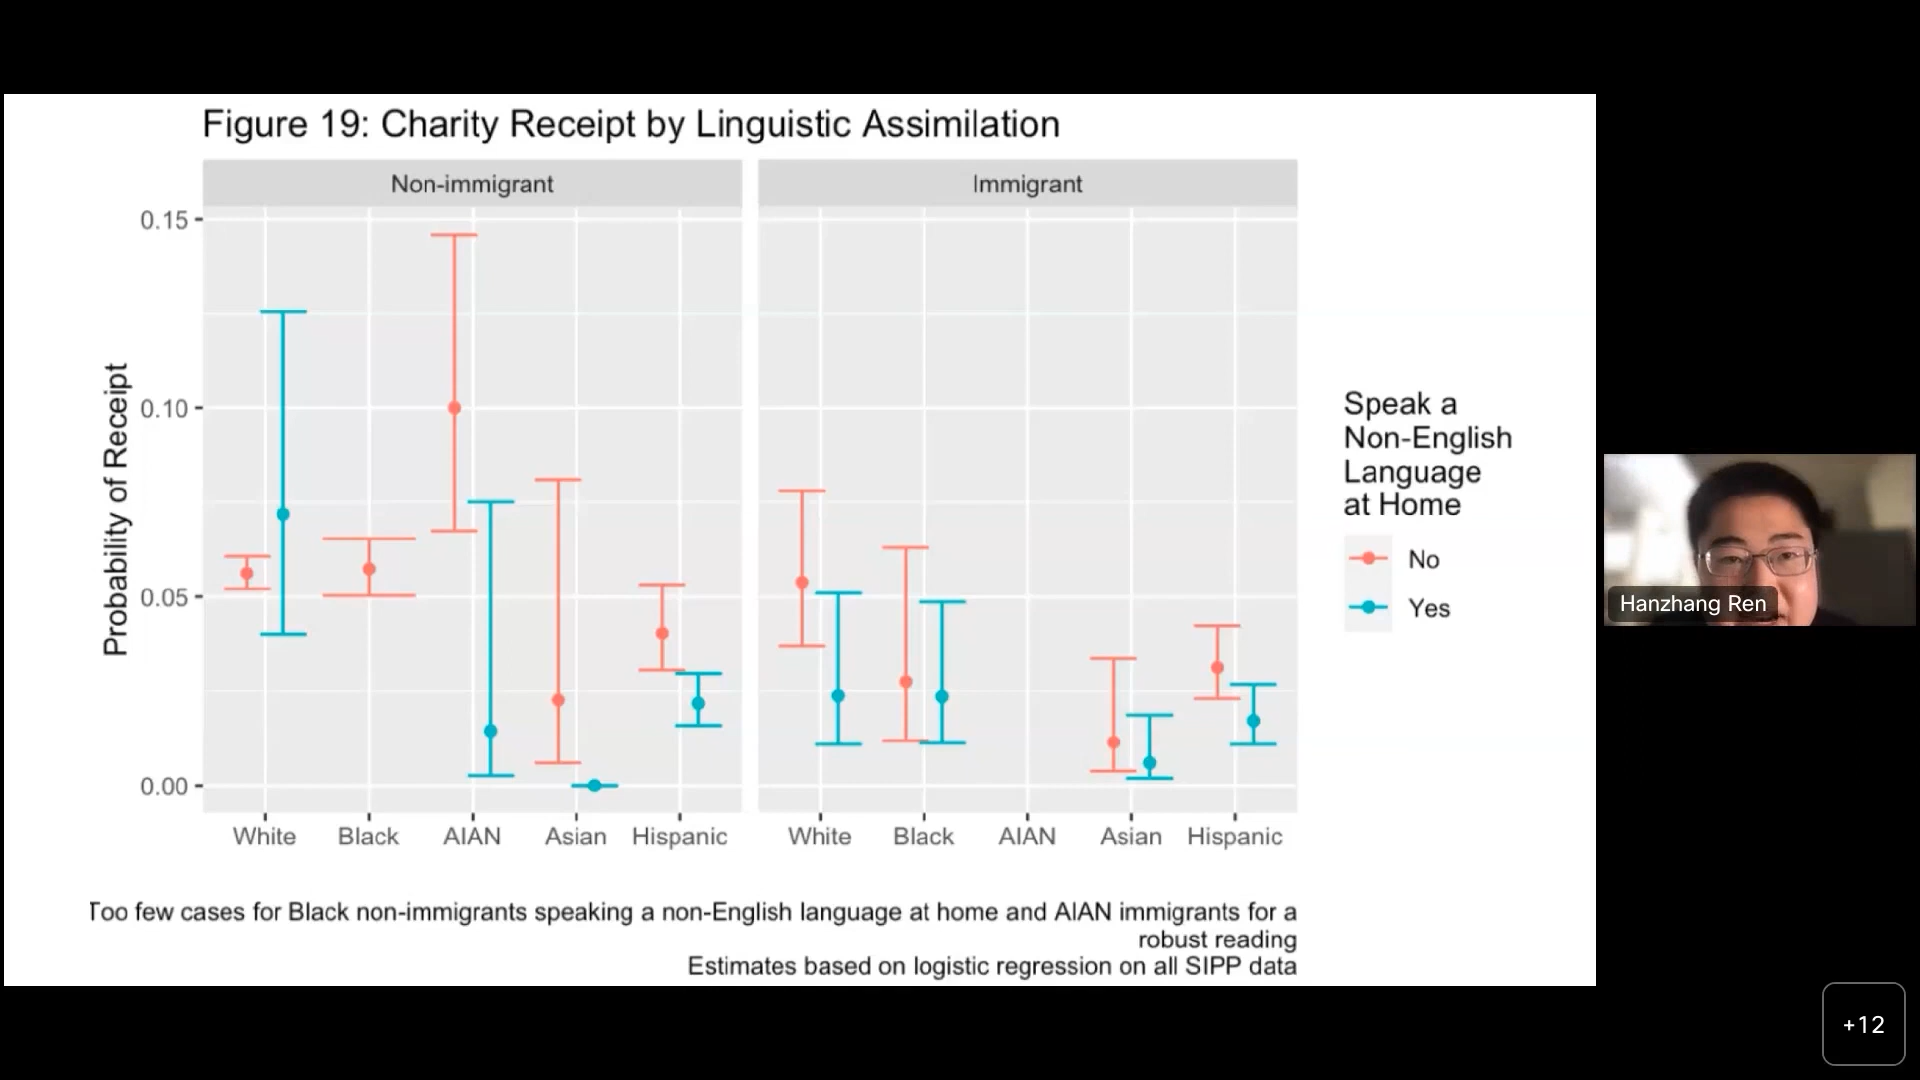 Figure 19: Charity Receipt by Linguistic Assimilation
Non-immigrant
Immigrant
Probability of Receipt
0.15
0.10
0.05
0.00
White Black AIAN Asian Hispanic
White Black AIAN Asian Hispanic
Speak a
Non-English
Language
at Home
No
Yes
Too few cases for Black non-immigrants speaking a non-English language at home and AIAN immigrants for a
robust reading
Estimates based on logistic regression on all SIPP data
Hanzhang Ren
+12